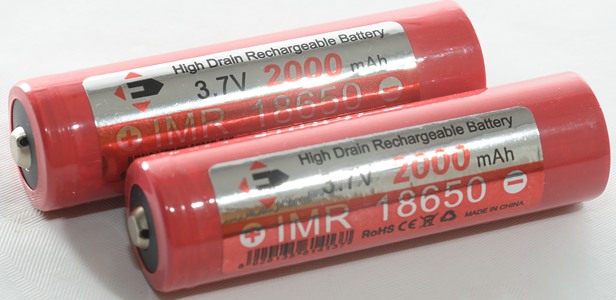 High Drain Rechargeable Battery
3.7V 2000 mAh
IMR 18650
High Drain Rechargeable Battery
3.7V 2000 mAh
IMR 18650
RoHS CE MADE IN CHINA